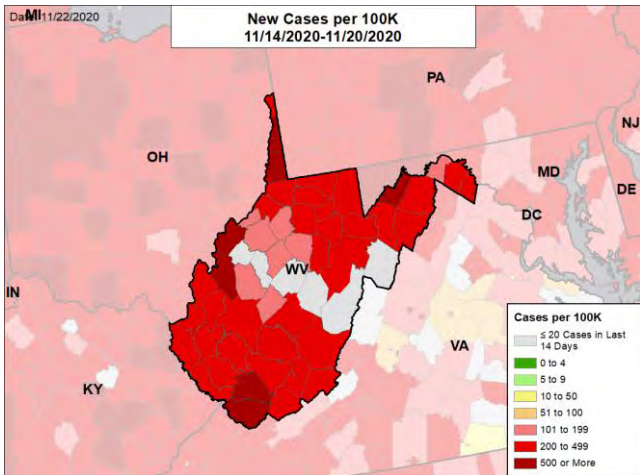 MI
Date: 11/22/2020
New Cases per 100K
11/14/2020-11/20/2020
PA
NJ
OH
MD
DE
DC
WV
IN
VA
KY
Cases per 100K
≤ 20 Cases in Last
14 Days
0 to 4
5 to 9
10 to 50
51 to 100
101 to 199
200 to 499
500 or More